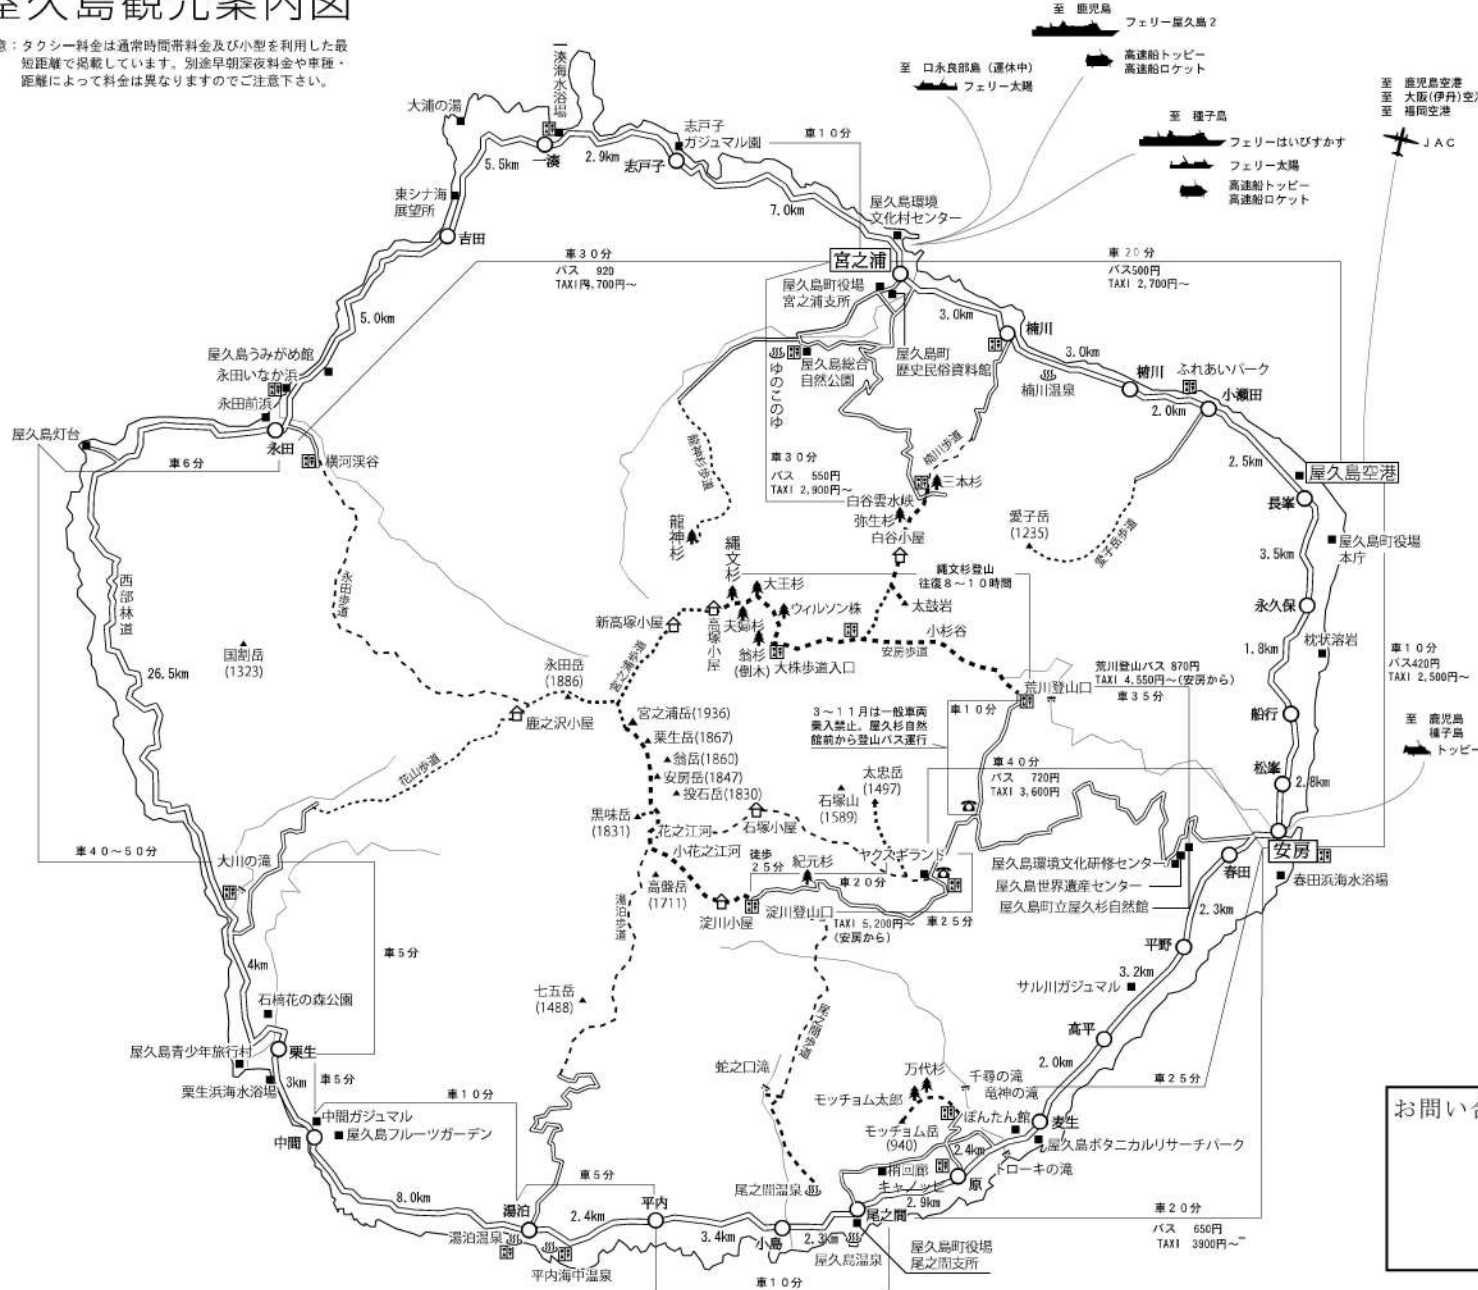 屋久島観光案内図
意：タクシー料金は通常時間帯料金及び小型を利用した最
短距離で掲載しています。別途早朝深夜料金や車種・
距離によって料金は異なりますのでご注意下さい。
至 鹿児島
フェリー屋久島2
高速船トッピー
高速船ロケット
至 口永良部島（運休中）
フェリー太陽
至 種子島
フェリーはいびすかす
フェリー太陽
高速船トッピー
高速船ロケット
至 鹿児島空港
至 大阪(伊丹)空
至 福岡空港
JAC
一湊海水浴場
大浦の湯
志戸子
ガジュマル園
車10分
5.5km
一湊
2.9km
志戸子
7.0km
東シナ海
展望所
吉田
屋久島環境
文化村センター
宮之浦
車30分
バス 920
車20分
バス500円
TAXI 2,700円～
屋久島町役場
宮之浦支所
3.0km
楠川
5.0km
屋久島うみがめ館
永田いなか浜
永田前浜
屋久島灯台
永田
車6分
横河渓谷
ゆのこのゆ
屋久島総合
自然公園
屋久島町
歴史民俗資料館
楠川温泉
3.0km
椨川
ふれあいパーク
小瀬田
2.0km
2.5km
屋久島空港
長峯
龍神杉歩道
龍神杉
楠川歩道
車30分
バス 550円
TAXI 2,900円～
三本杉
白谷雲水峡
弥生杉
白谷小屋
愛子岳
(1235)
愛子岳歩道
屋久島町役場
本庁
3.5km
永久保
西部林道
永田歩道
縄文杉
大王杉
縄文杉登山
往復8～10時間
ウィルソン株
太鼓岩
新高塚小屋
高塚小屋
夫婦杉
翁杉
(倒木)
大株歩道入口
小杉谷
安房歩道
枕状溶岩
1.8km
車10分
バス420円
TAXI 2,500円～
国割岳
(1323)
26.5km
永田岳
(1886)
宮之浦歩道
鹿之沢小屋
荒川登山バス 870円
TAXI 4,550円～(安房から)
荒川登山口
車35分
車10分
3～11月は一般車両
乗入禁止。屋久杉自然
館前から登山バス運行
船行
至 鹿児島
種子島
トッピー
宮之浦岳(1936)
栗生岳(1867)
翁岳(1860)
安房岳(1847)
投石岳(1830)
花山歩道
太忠岳
(1497)
石塚山
(1589)
車40分
バス 720円
TAXI 3,600円
松峯
2.8km
黒味岳
(1831)
花之江河
石塚小屋
小花之江河
徒歩
25分
紀元杉
ヤクスギランド
屋久島環境文化研修センター
屋久島世界遺産センター
屋久島町立屋久杉自然館
安房
春田
春田浜海水浴場
車40～50分
大川の滝
高盤岳
(1711)
淀川小屋
淀川登山口
車20分
TAXI 5,200円～
(安房から)
車25分
2.3km
平野
湯泊歩道
4km
車5分
七五岳
(1488)
3.2km
サル川ガジュマル
石楠花の森公園
尾之間歩道
高平
栗生
屋久島青少年旅行村
栗生浜海水浴場
3km
車5分
車10分
蛇之口滝
万代杉
モッチョム太郎
モッチョム岳
(940)
千尋の滝
竜神の滝
2.0km
車25分
ぽんたん館
麦生
屋久島ボタニカルリサーチパーク
お問い合
中間ガジュマル
屋久島フルーツガーデン
中間
2.4km
トローキの滝
原
車5分
尾之間温泉
2.9km
8.0km
湯泊
2.4km
平内
3.4km
小島
2.3km
尾之間
車20分
バス 650円
TAXI 3900円～
湯泊温泉
平内海中温泉
屋久島温泉
屋久島町役場
尾之間支所
車10分